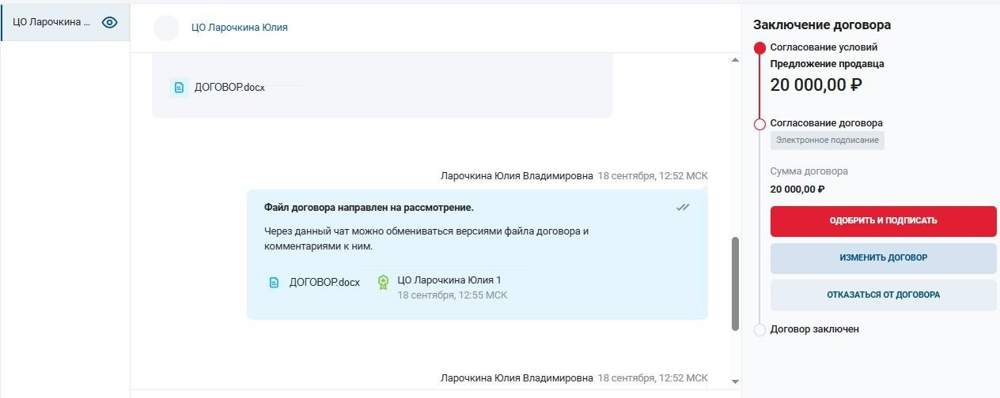 ЦО Ларочкина ...
ЦО Ларочкина Юлия
ДОГОВОР.docx
Ларочкина Юлия Владимировна 18 сентября, 12:52 МСК
Файл договора направлен на рассмотрение.
Через данный чат можно обмениваться версиями файла договора и
комментариями к ним.
ДОГОВОР.docx
ЦО Ларочкина Юлия 1
18 сентября, 12:55 МСК
Ларочкина Юлия Владимировна 18 сентября, 12:52 МСК
Заключение договора
Согласование условий
Предложение продавца
20 000,00 ₽
Согласование договора
Электронное подписание
Сумма договора
20 000,00 ₽
ОДОБРИТЬ И ПОДПИСАТЬ
ИЗМЕНИТЬ ДОГОВОР
ОТКАЗАТЬСЯ ОТ ДОГОВОРА
Договор заключен